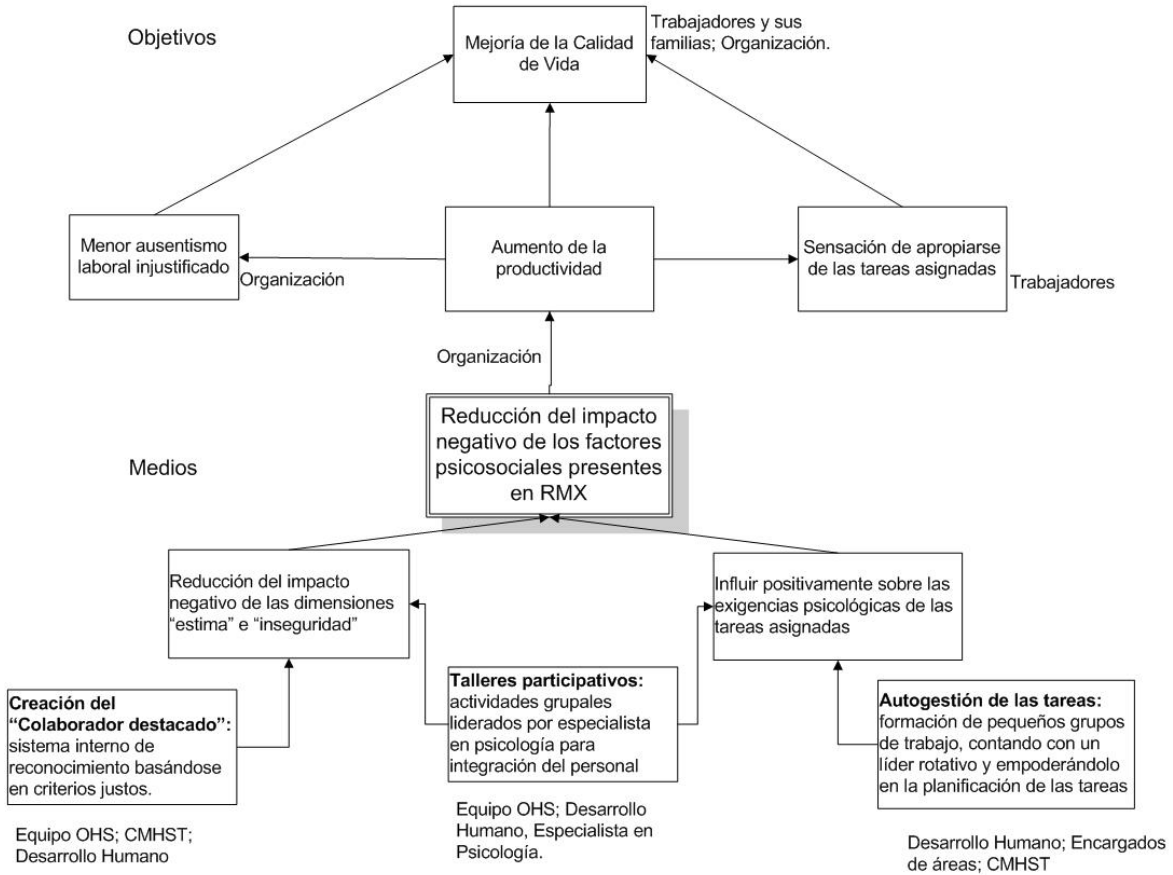 Objetivos
Mejoría de la Calidad
de Vida
Trabajadores y sus
familias; Organización.
Menor ausentismo
laboral injustificado
Organización
Aumento de la
productividad
Sensación de apropiarse
de las tareas asignadas
Trabajadores
Organización
Reducción del impacto
negativo de los factores
psicosociales presentes
en RMX
Medios
Reducción del impacto
negativo de las dimensiones
“estima” e “inseguridad”
Influir positivamente sobre las
exigencias psicológicas de las
tareas asignadas
Creación del
“Colaborador destacado”:
sistema interno de
reconocimiento basándose
en criterios justos.
Equipo OHS; CMHST;
Desarrollo Humano
Talleres participativos:
actividades grupales
liderados por especialista
en psicología para
integración del personal
Equipo OHS; Desarrollo
Humano, Especialista en
Psicología.
Autogestión de las tareas:
formación de pequeños grupos
de trabajo, contando con un
líder rotativo y empoderándolo
en la planificación de las tareas
Desarrollo Humano; Encargados
de áreas; CMHST